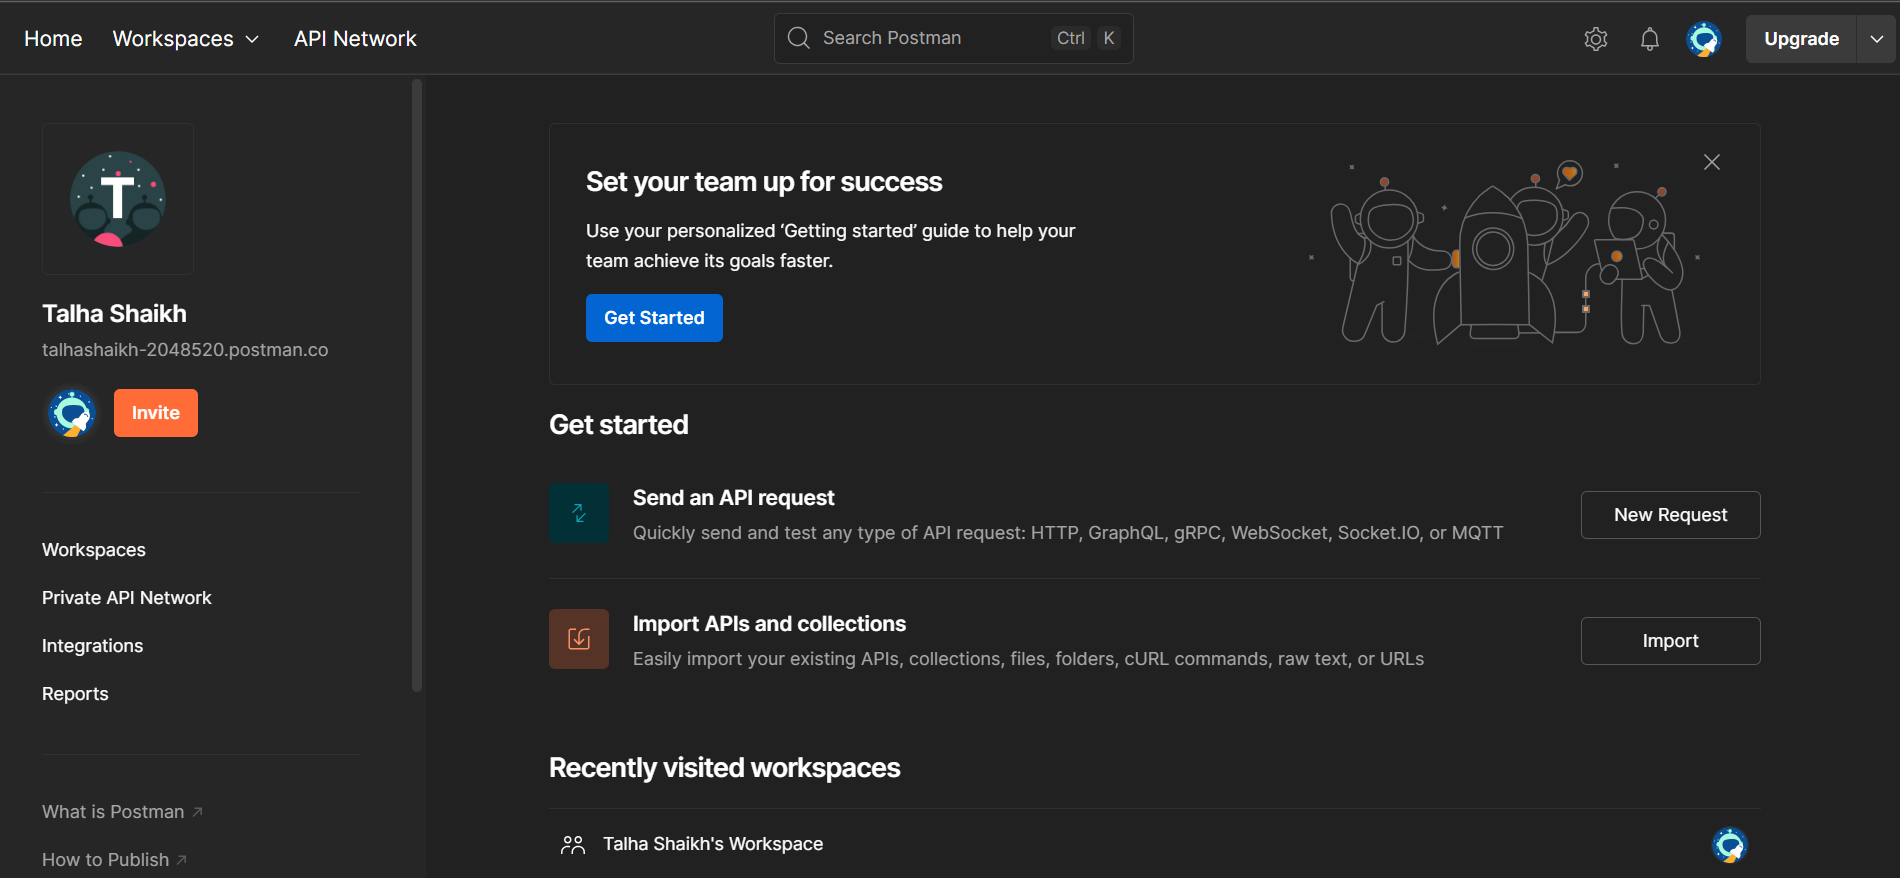 Home Workspaces API Network Search Postman Ctrl K Upgrade
T
Talha Shaikh
talhashaikh-2048520.postman.co
Invite
Workspaces
Private API Network
Integrations
Reports
What is Postman
How to Publish
Set your team up for success
Use your personalized ‘Getting started’ guide to help your
team achieve its goals faster.
Get Started
Get started
Send an API request
Quickly send and test any type of API request: HTTP, GraphQL, gRPC, WebSocket, Socket.IO, or MQTT
New Request
Import APIs and collections
Easily import your existing APIs, collections, files, folders, cURL commands, raw text, or URLs
Import
Recently visited workspaces
Talha Shaikh's Workspace